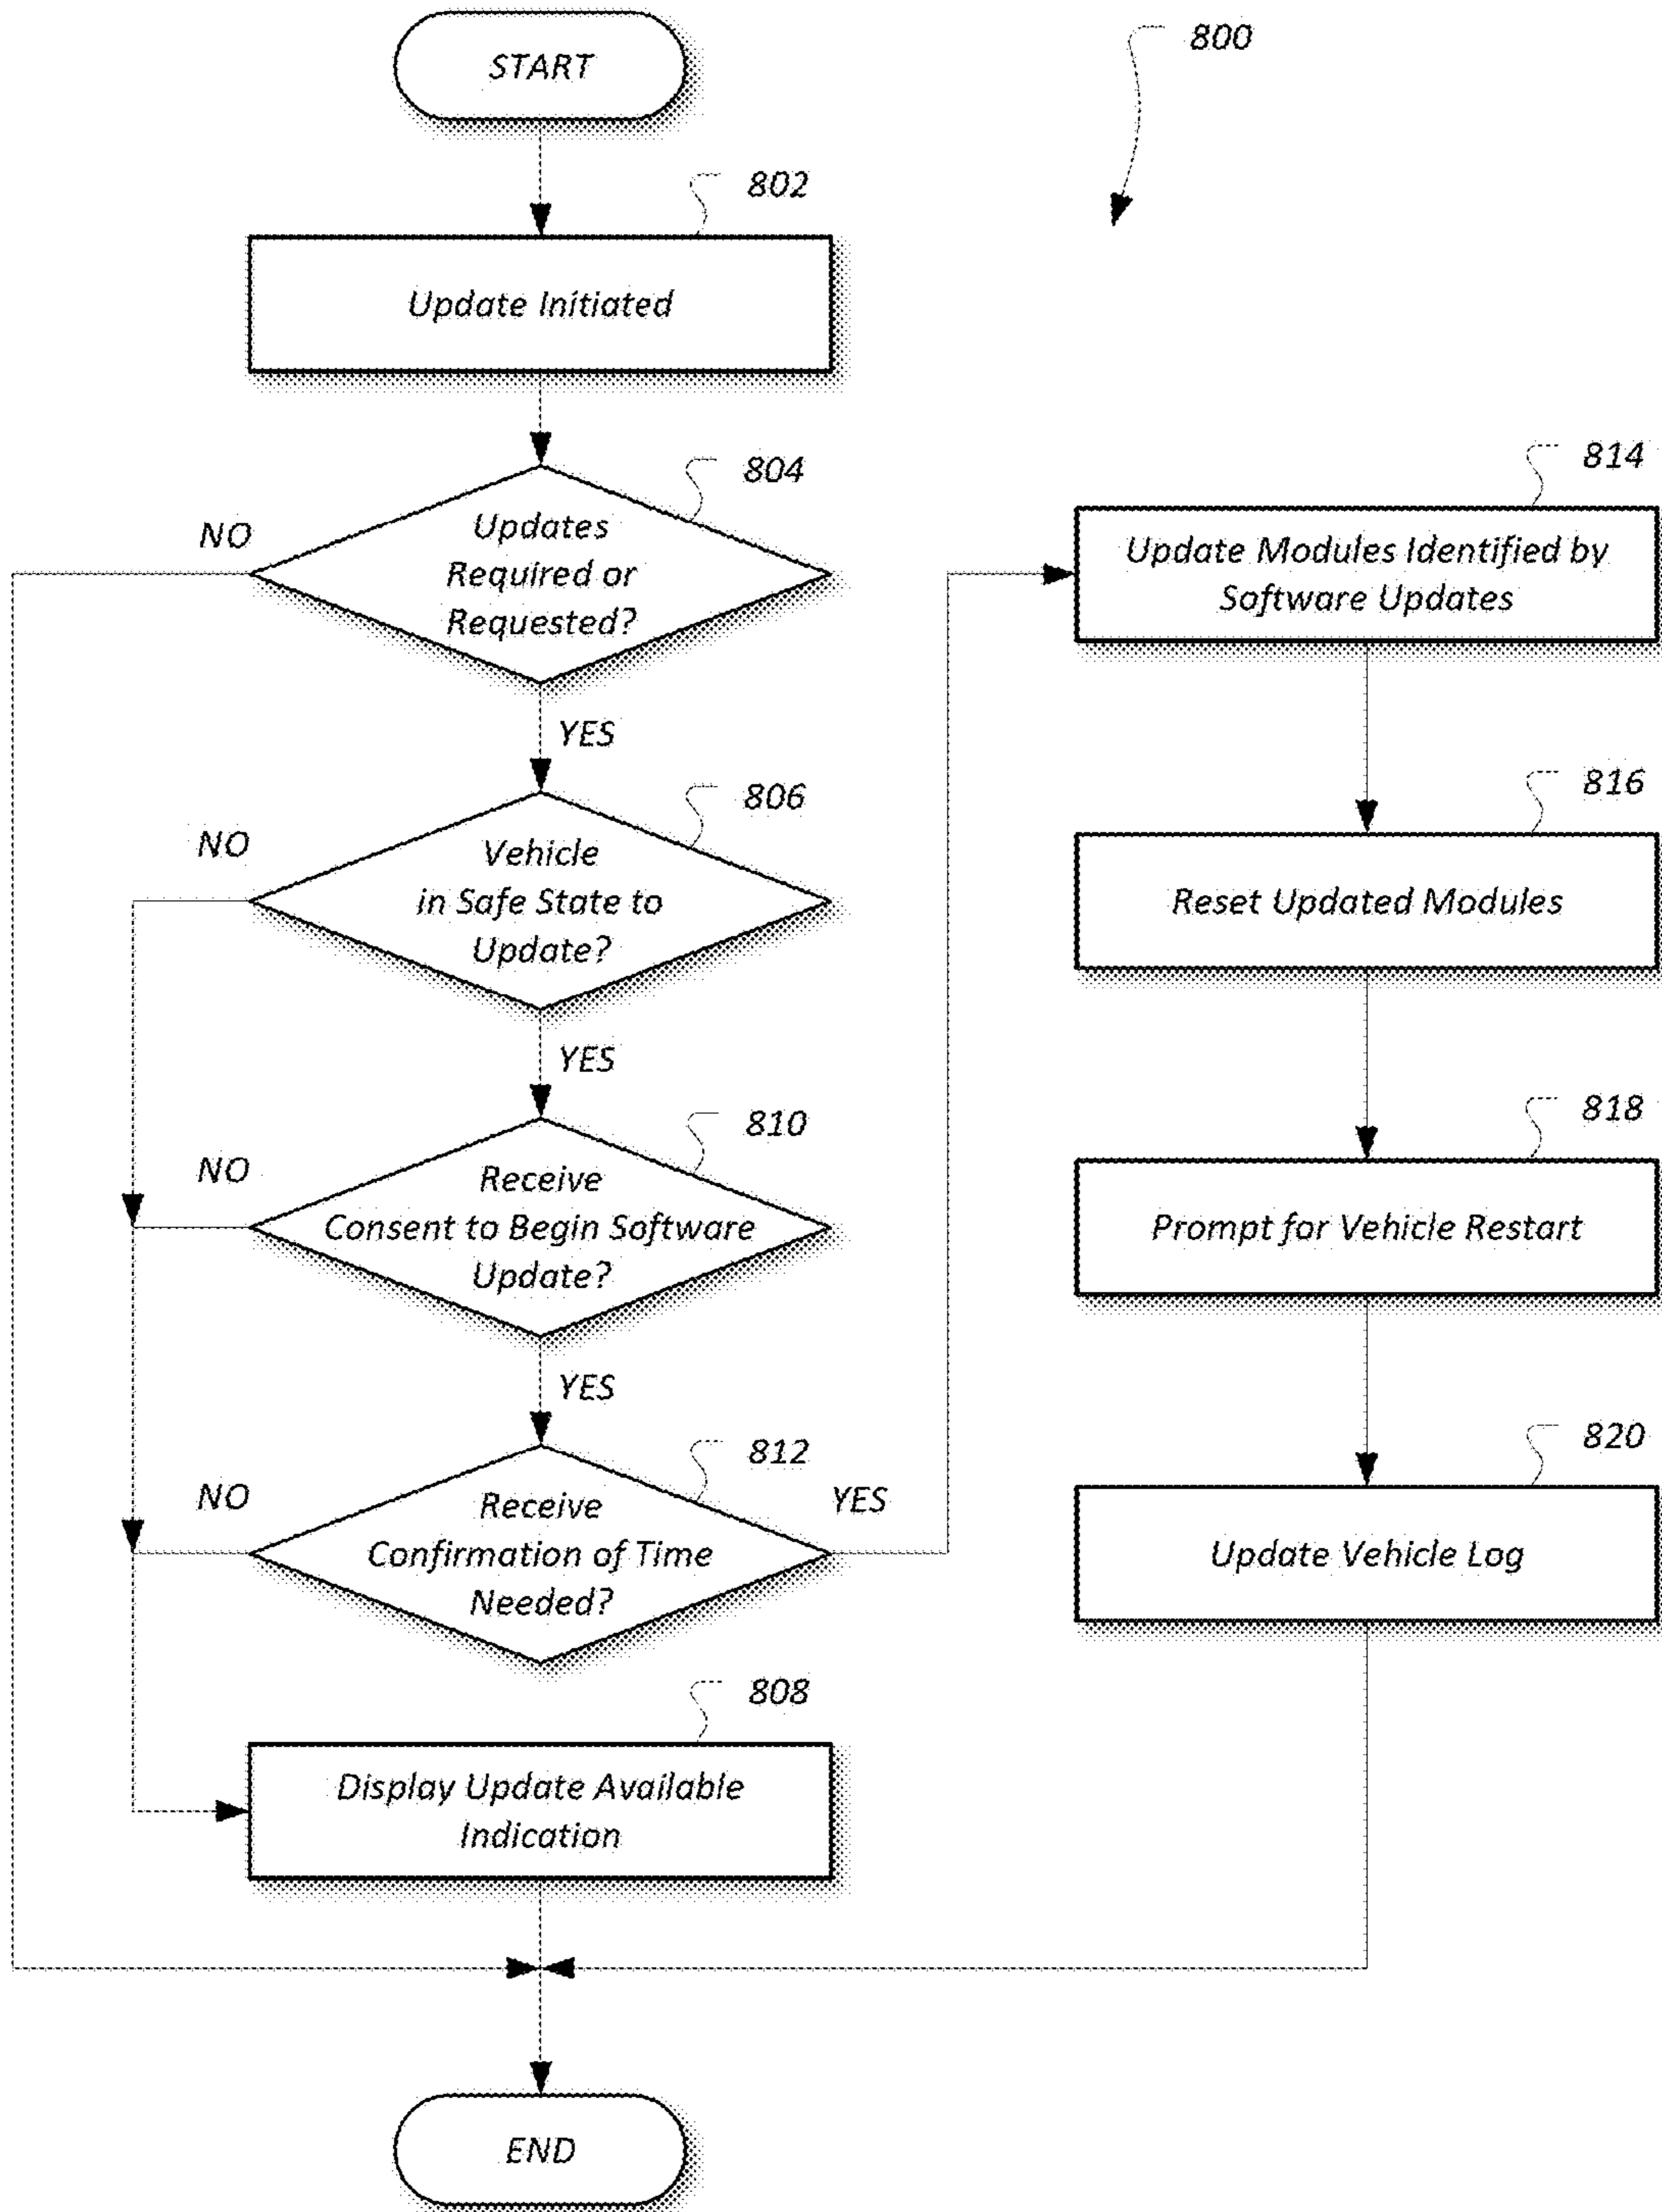 START
800
802
Update Initiated
804
NO
Updates
Required or
Requested?
YES
806
NO
Vehicle
in Safe State to
Update?
YES
810
NO
Receive
Consent to Begin Software
Update?
YES
812
NO
Receive
Confirmation of Time
Needed?
YES
808
Display Update Available
Indication
814
Update Modules Identified by
Software Updates
816
Reset Updated Modules
818
Prompt for Vehicle Restart
820
Update Vehicle Log
END